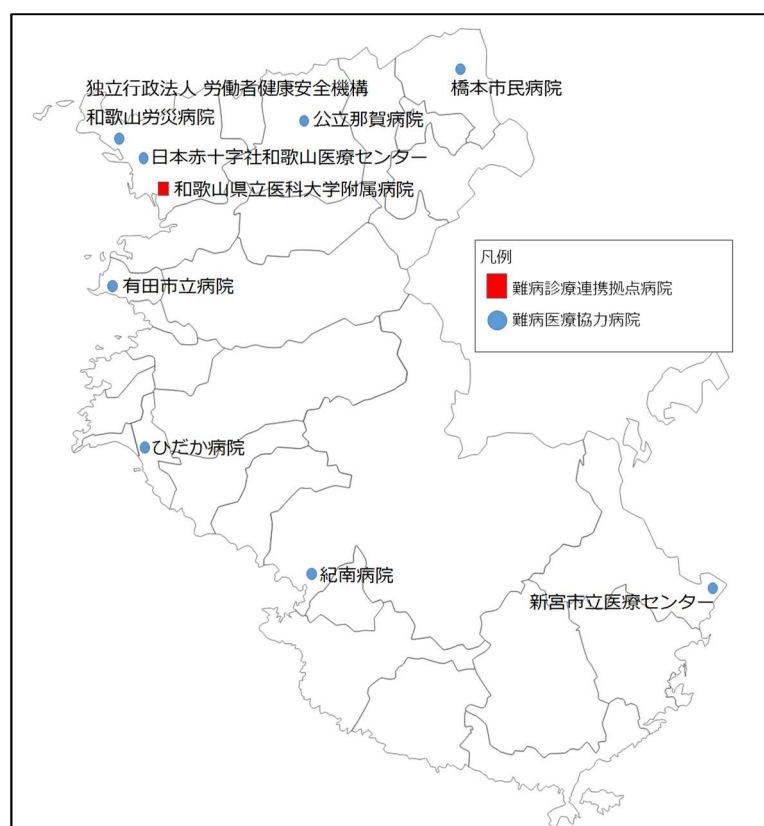 橋本市民病院
独立行政法人 労働者健康安全機構
和歌山労災病院
公立那賀病院
日本赤十字社和歌山医療センター
和歌山県立医科大学附属病院
凡例
難病診療連携拠点病院
難病医療協力病院
有田市立病院
ひだか病院
紀南病院
新宮市立医療センター